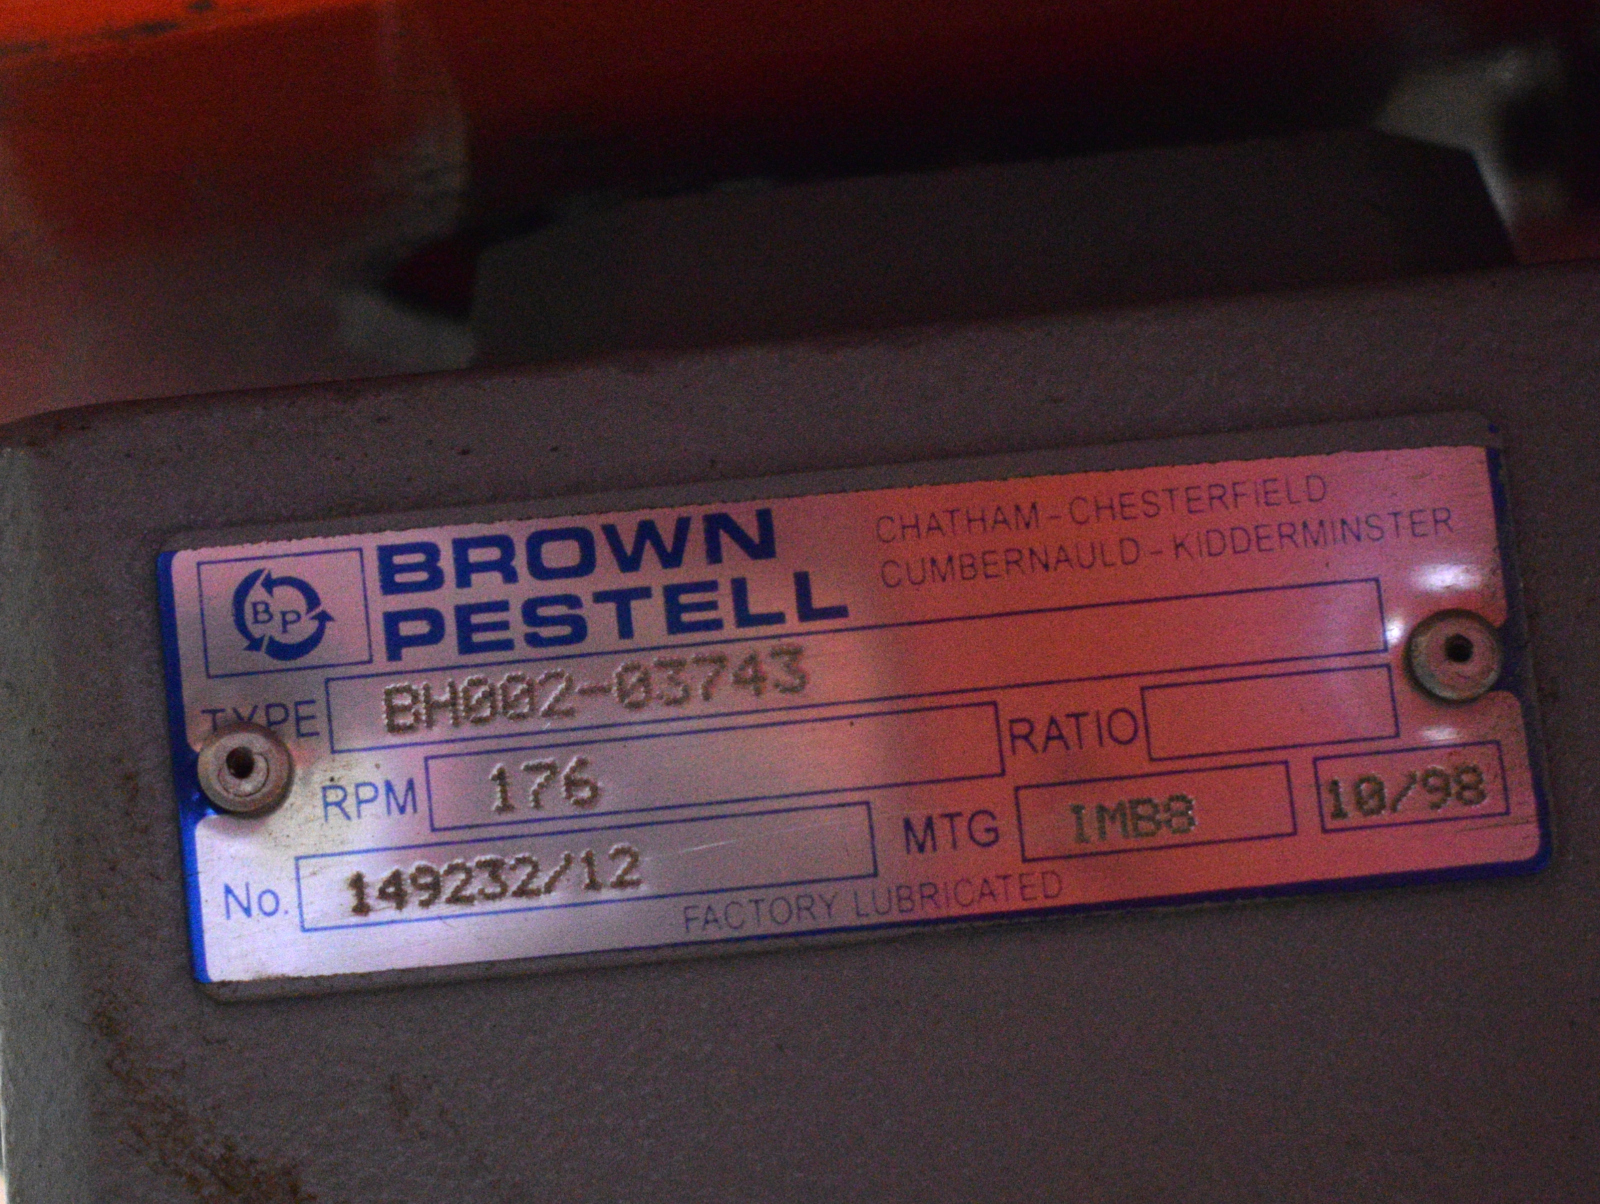 BP BROWN
PESTELL
CHATHAM - CHESTERFIELD
CUMBERNAULD - KIDDERMINSTER
TYPE BH002-03743
RPM 176 RATIO
No. 149232/12 MTG IMB8 10/98
FACTORY LUBRICATED